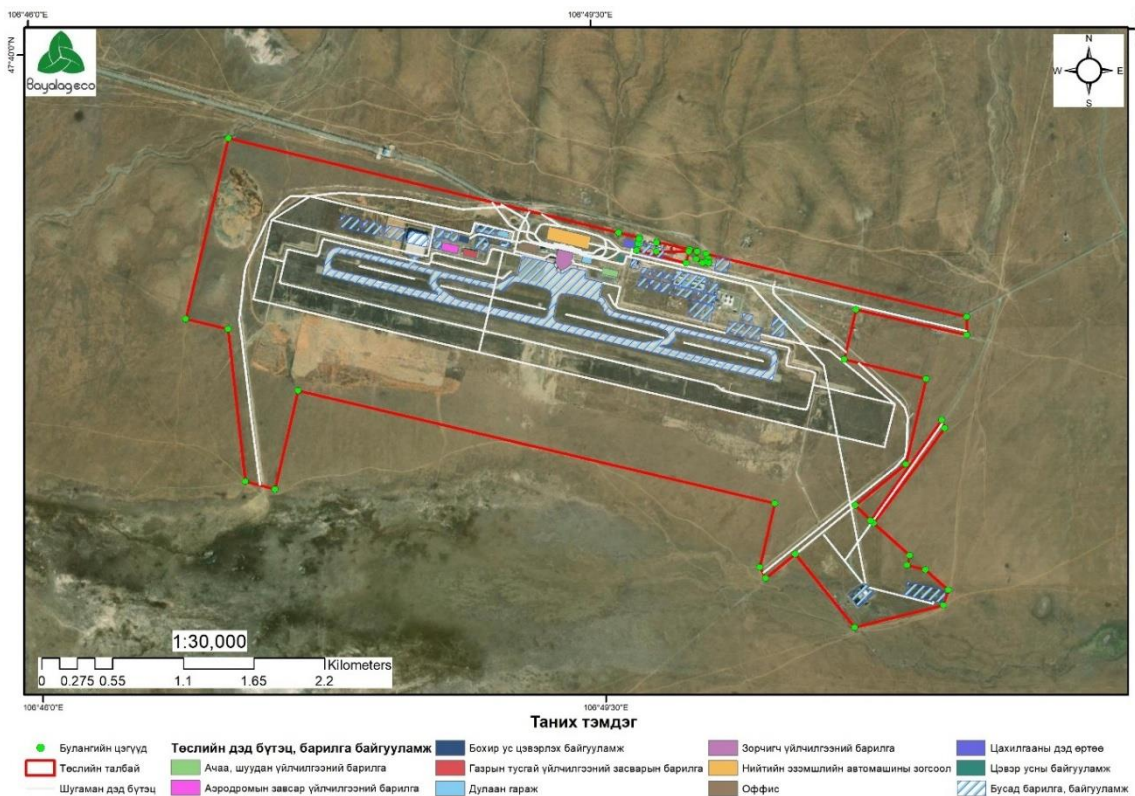 106°46'0"E
106°49'30"E
47°40'0"N
Bayalag eco
N
W
E
S
1:30,000
Kilometers
0 0.275 0.55 1.1 1.65 2.2
106°46'0"E
106°49'30"E
Таних тэмдэг
Булангийн цэгүүд
Төслийн талбай
Шугаман дэд бүтэц
Төслийн дэд бүтэц, барилга байгууламж
Ачаа, шуудан үйлчилгээний барилга
Аэродромын завсар үйлчилгээний барилга
Бохир ус цэвэрлэх байгууламж
Газрын тусгай үйлчилгээний засварын барилга
Дулаан гараж
Зорчигч үйлчилгээний барилга
Нийтийн эзэмшлийн автомашины зогсоол
Оффис
Цахилгааны дэд өртөө
Цэвэр усны байгууламж
Бусад барилга, байгууламж